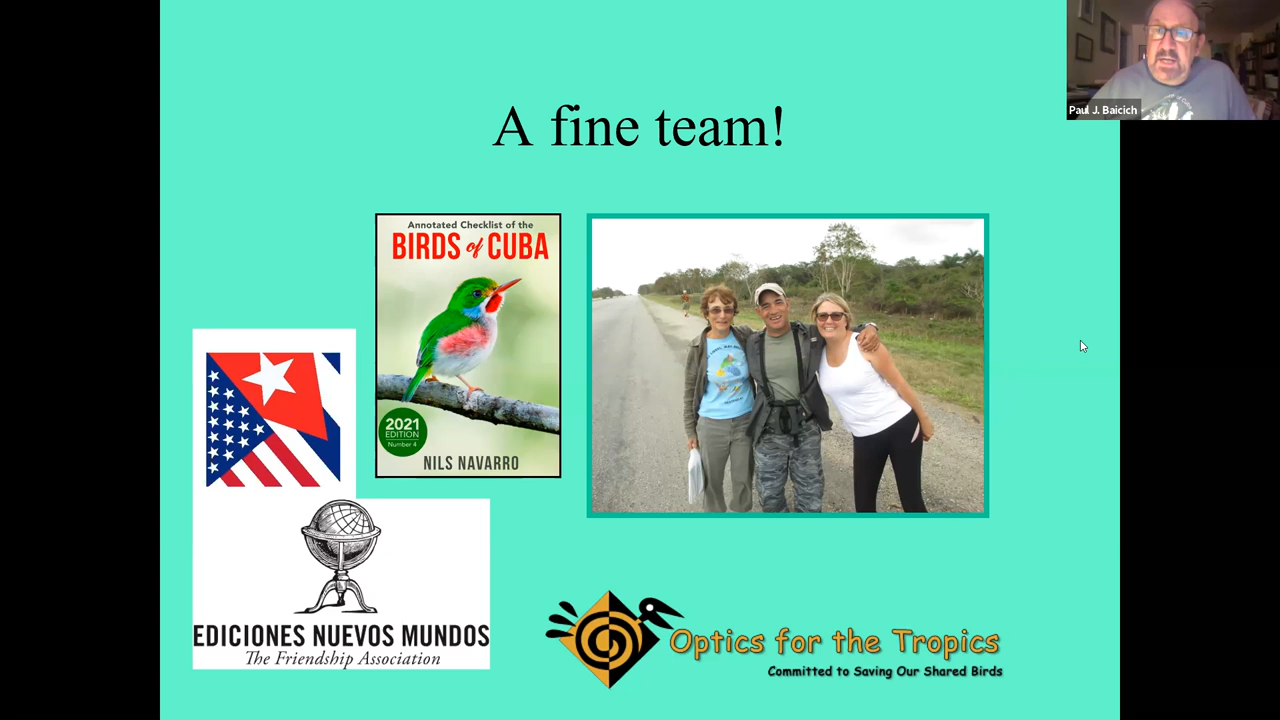 Paul J. Baicich
A fine team!
Annotated Checklist of the
BIRDS of CUBA
2021
EDITION
Number 4
NILS NAVARRO
EDICIONES NUEVOS MUNDOS
The Friendship Association
Optics for the Tropics
Committed to Saving Our Shared Birds